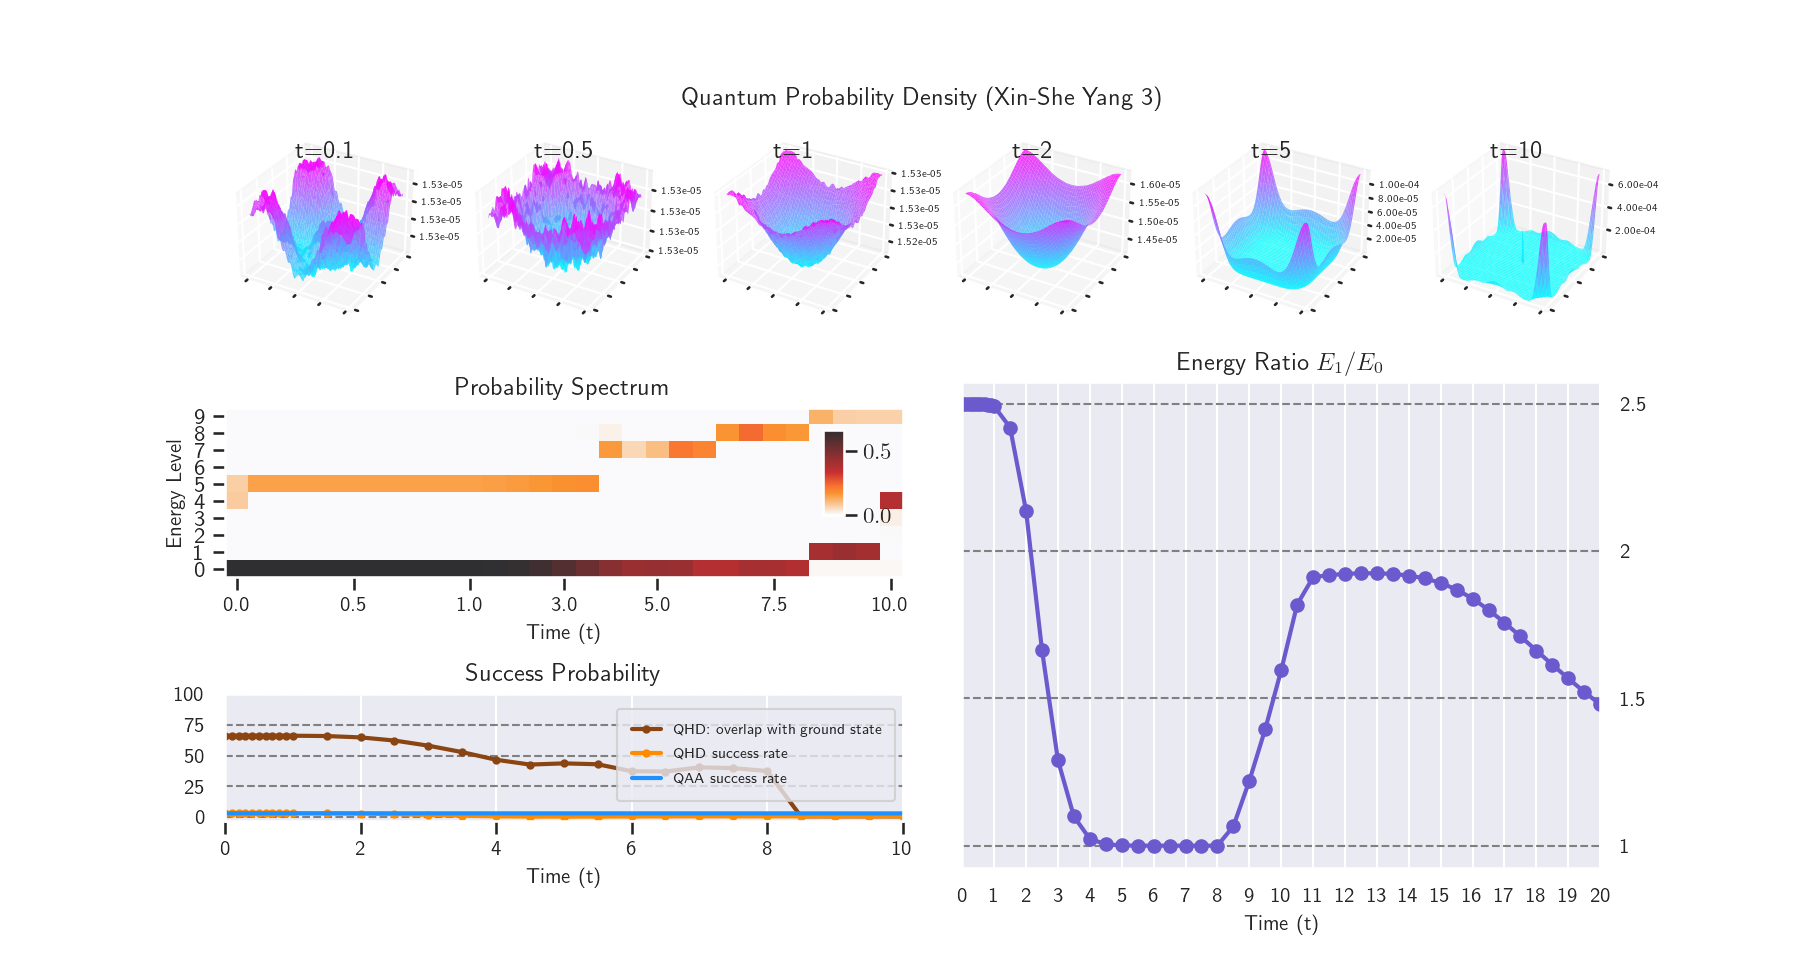 Quantum Probability Density (Xin-She Yang 3)
t=0.1
1.53e-05
1.53e-05
1.53e-05
1.53e-05
t=0.5
1.53e-05
1.53e-05
1.53e-05
1.53e-05
t=1
1.53e-05
1.53e-05
1.53e-05
1.53e-05
1.52e-05
t=2
1.60e-05
1.55e-05
1.50e-05
1.45e-05
t=5
1.00e-04
8.00e-05
6.00e-05
4.00e-05
2.00e-05
t=10
6.00e-04
4.00e-04
2.00e-04
Probability Spectrum
Energy Level
9
8
7
6
5
4
3
2
1
0
0.5
0.0
0.0 0.5 1.0 3.0 5.0 7.5 10.0
Time (t)
Success Probability
100
75
50
25
0
QHD: overlap with ground state
QHD success rate
QAA success rate
0 2 4 6 8 10
Time (t)
Energy Ratio E1/E0
2.5
2
1.5
1
0 1 2 3 4 5 6 7 8 9 10 11 12 13 14 15 16 17 18 19 20
Time (t)